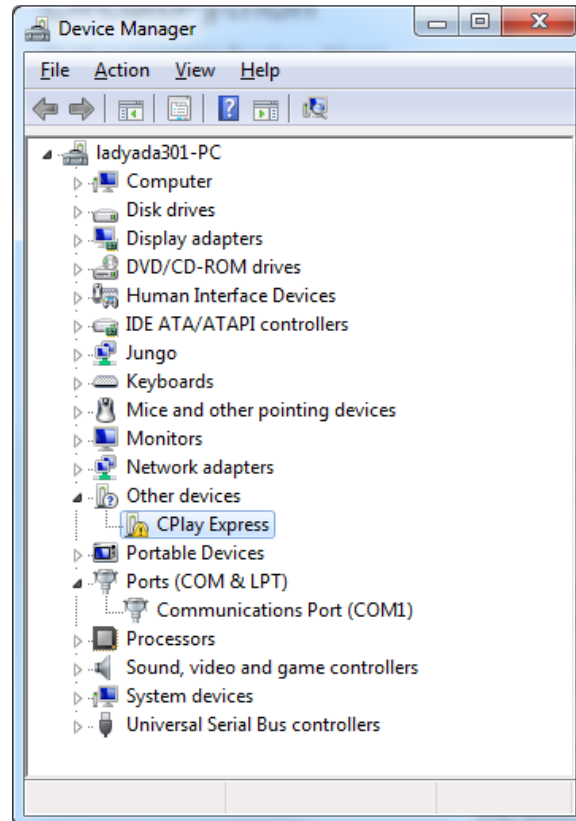 Device Manager
File Action View Help
ladyada301-PC
Computer
Disk drives
Display adapters
DVD/CD-ROM drives
Human Interface Devices
IDE ATA/ATAPI controllers
Jungo
Keyboards
Mice and other pointing devices
Monitors
Network adapters
Other devices
CPlay Express
Portable Devices
Ports (COM & LPT)
Communications Port (COM1)
Processors
Sound, video and game controllers
System devices
Universal Serial Bus controllers